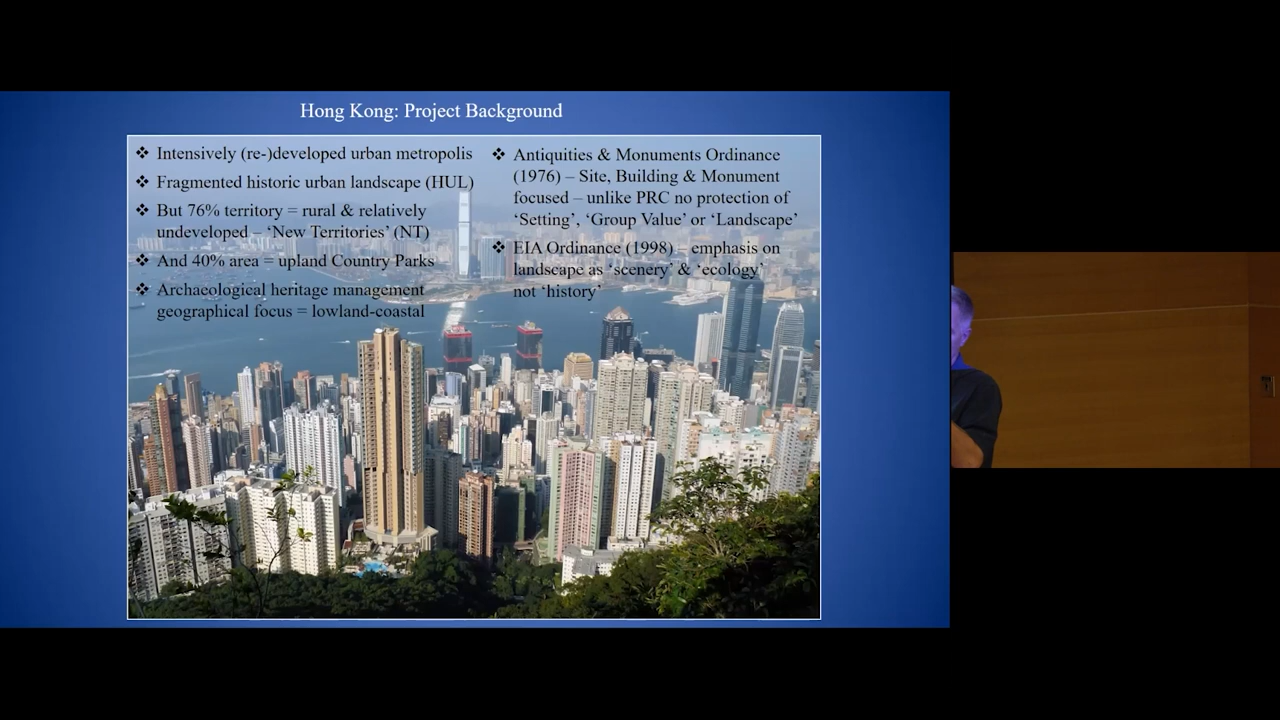 Hong Kong: Project Background
❖ Intensively (re-)developed urban metropolis
❖ Fragmented historic urban landscape (HUL)
❖ But 76% territory = rural & relatively
undeveloped – ‘New Territories’ (NT)
❖ And 40% area = upland Country Parks
❖ Archaeological heritage management
geographical focus = lowland-coastal
❖ Antiquities & Monuments Ordinance
(1976) – Site, Building & Monument
focused – unlike PRC no protection of
‘Setting’, ‘Group Value’ or ‘Landscape’
❖ EIA Ordinance (1998) – emphasis on
landscape as ‘scenery’ & ‘ecology’
not ‘history’